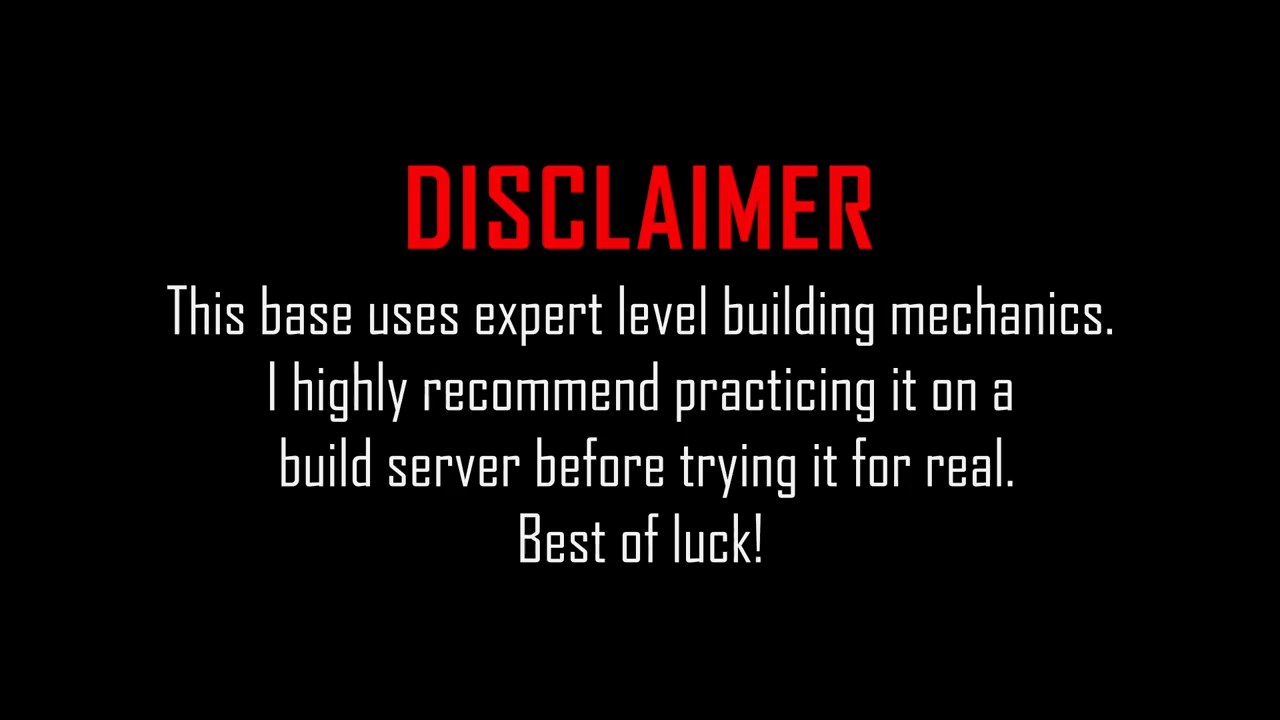 DISCLAIMER
This base uses expert level building mechanics.
I highly recommend practicing it on a
build server before trying it for real.
Best of luck!